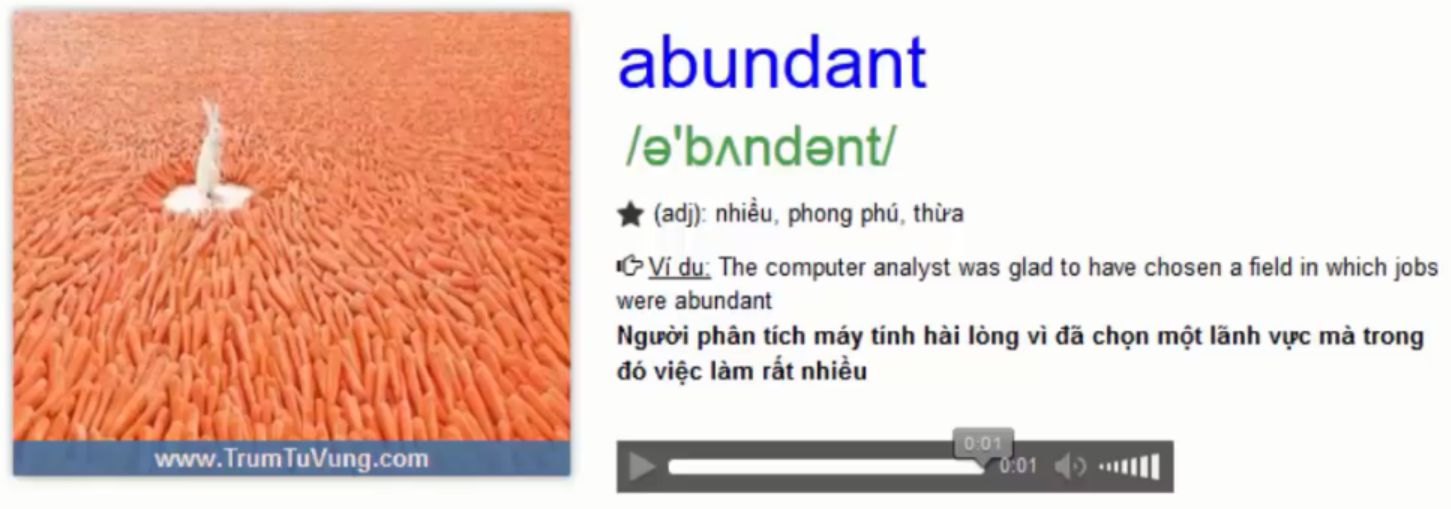 abundant
/ə'bʌndənt/
(adj): nhiều, phong phú, thừa
Ví dụ: The computer analyst was glad to have chosen a field in which jobs
were abundant
Người phân tích máy tính hài lòng vì đã chọn một lãnh vực mà trong
đó việc làm rất nhiều
www.TrumTuVung.com
0:01
0:01